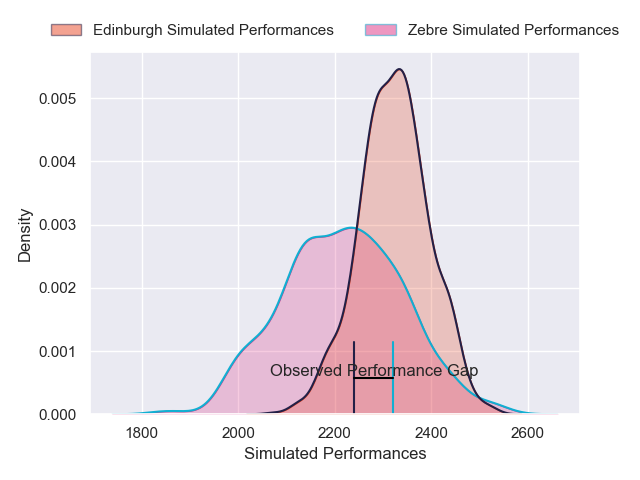 Edinburgh Simulated Performances Zebre Simulated Performances
0.005
0.004
0.003
0.002
0.001
0.000
Density
Observed Performance Gap
1800 2000 2200 2400 2600
Simulated Performances